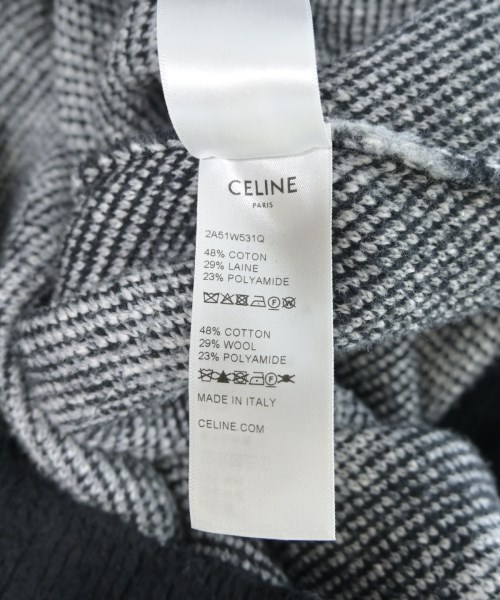 CELINE
PARIS
2A51W531Q
48% COTON
29% LAINE
23% POLYAMIDE
48% COTTON
29% WOOL
23% POLYAMIDE
MADE IN ITALY
CELINE.COM